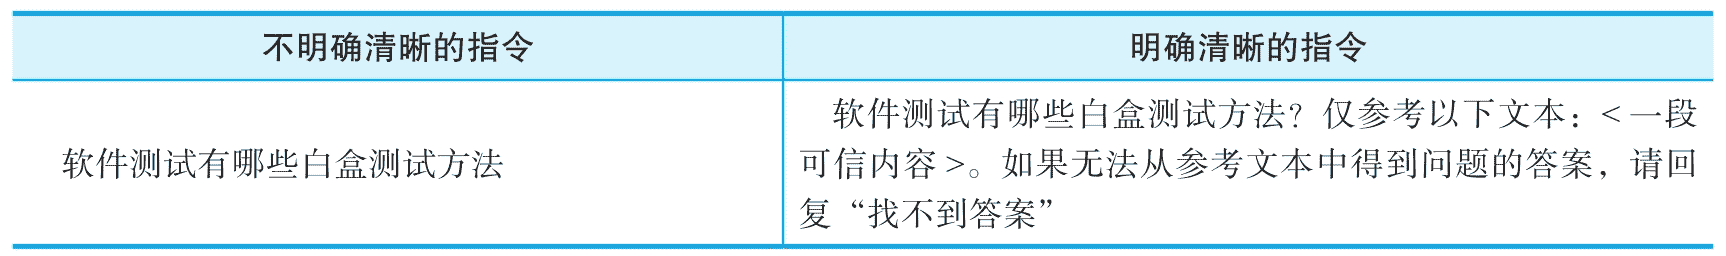 不明确清晰的指令
明确清晰的指令
软件测试有哪些白盒测试方法
软件测试有哪些白盒测试方法？仅参考以下文本：<一段
可信内容>。如果无法从参考文本中得到问题的答案，请回
复“找不到答案”